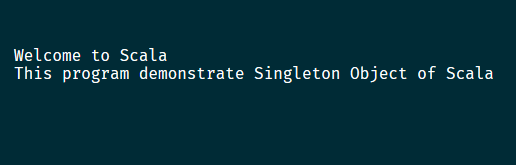 Welcome to Scala
This program demonstrate Singleton Object of Scala